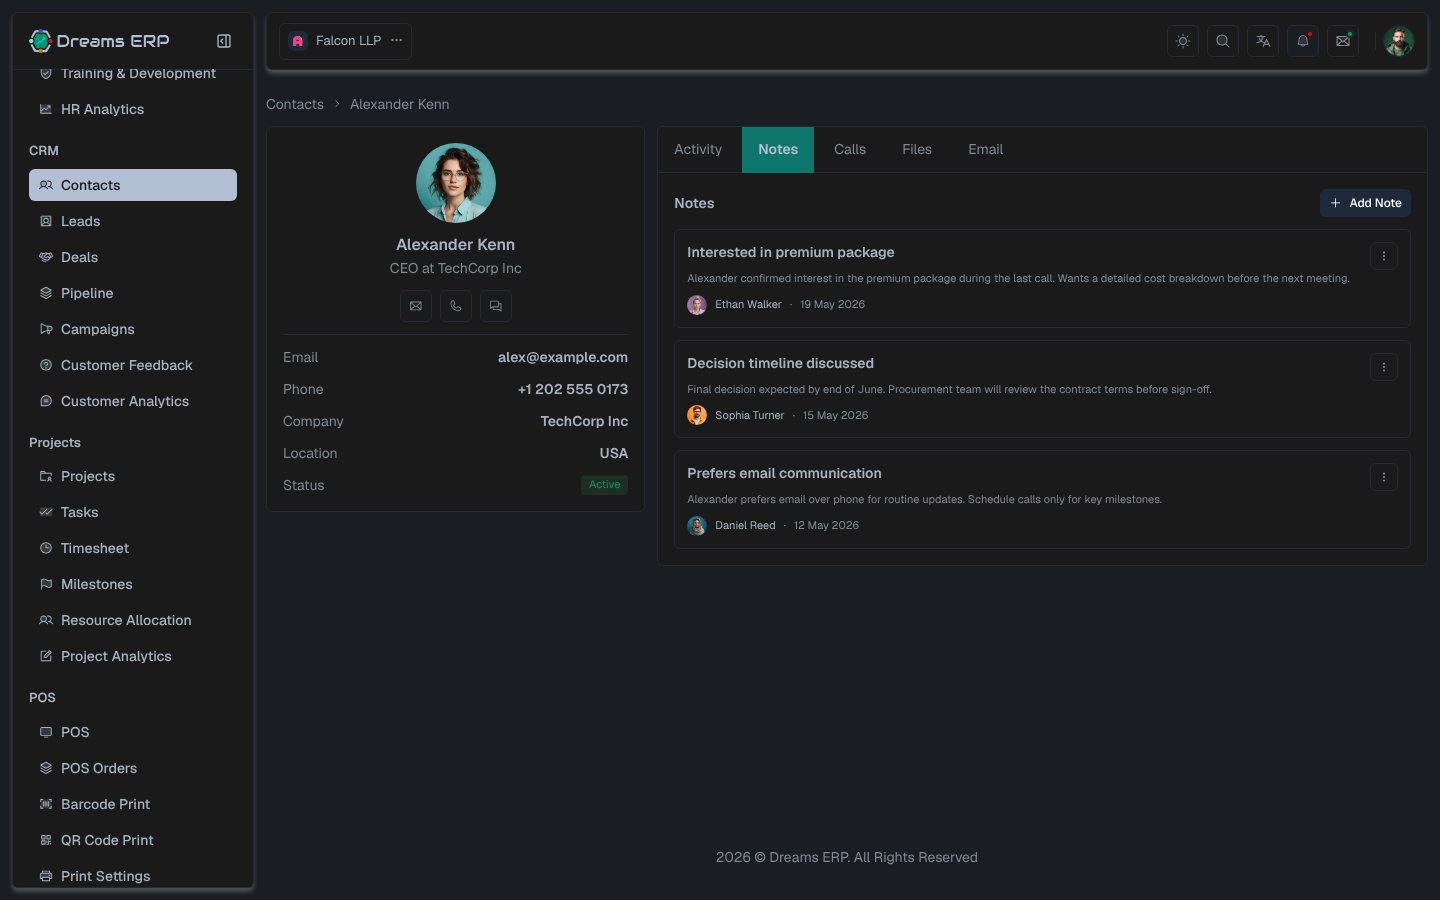 Dreams ERP
Training & Development
HR Analytics
CRM
Contacts
Leads
Deals
Pipeline
Campaigns
Customer Feedback
Customer Analytics
Projects
Projects
Tasks
Timesheet
Milestones
Resource Allocation
Project Analytics
POS
POS
POS Orders
Barcode Print
QR Code Print
Print Settings
Falcon LLP
Contacts > Alexander Kenn
Alexander Kenn
CEO at TechCorp Inc
Email alex@example.com
Phone +1 202 555 0173
Company TechCorp Inc
Location USA
Status Active
Activity Notes Calls Files Email
Notes
+ Add Note
Interested in premium package
Alexander confirmed interest in the premium package during the last call. Wants a detailed cost breakdown before the next meeting.
Ethan Walker · 19 May 2026
Decision timeline discussed
Final decision expected by end of June. Procurement team will review the contract terms before sign-off.
Sophia Turner · 15 May 2026
Prefers email communication
Alexander prefers email over phone for routine updates. Schedule calls only for key milestones.
Daniel Reed · 12 May 2026
2026 © Dreams ERP. All Rights Reserved